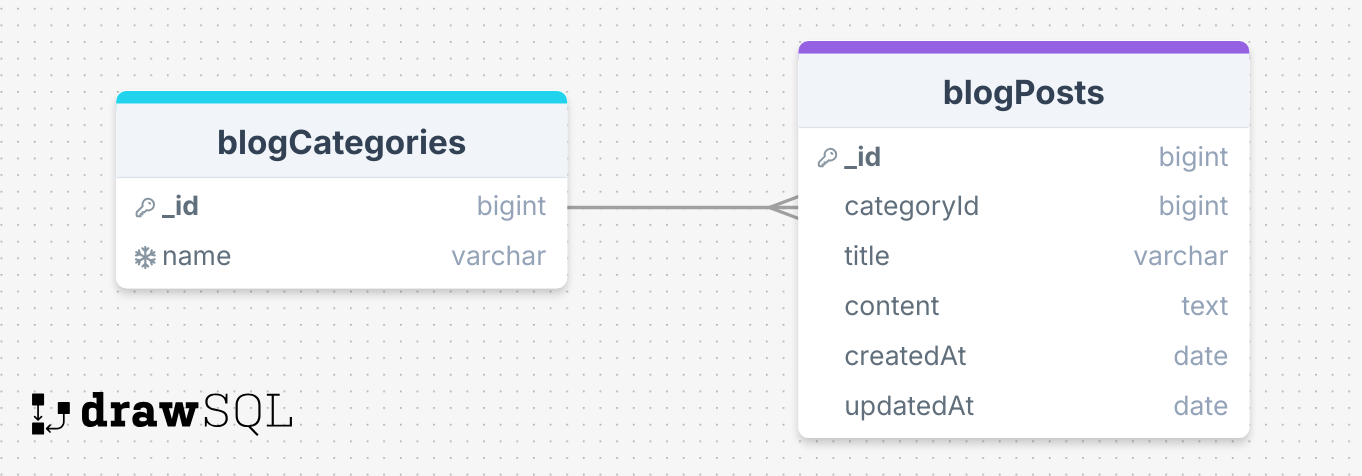 blogCategories
_id bigint
name varchar
blogPosts
_id bigint
categoryId bigint
title varchar
content text
createdAt date
updatedAt date
drawSQL